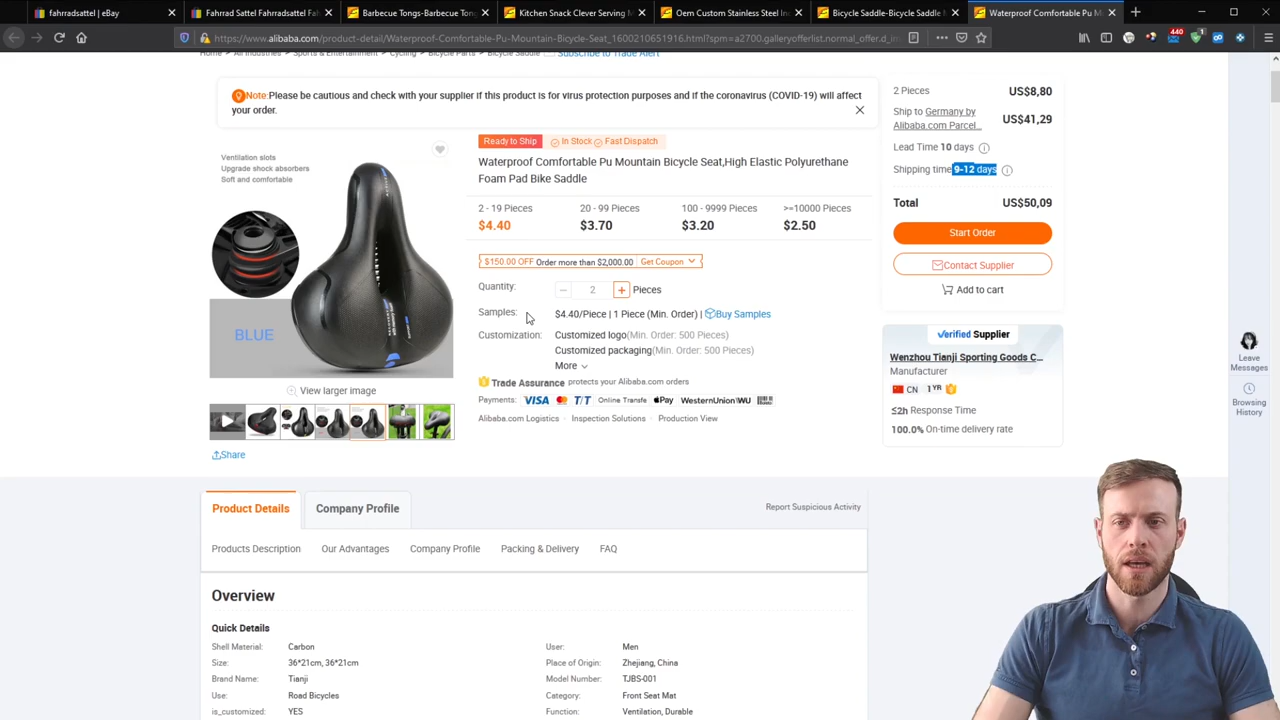 fahrradsattel | eBay
Fahrrad Sattel Fahrrad Fah
Barbecue Tongs-Barbecue Tong
Kitchen Snack Clever Serving M
Oem Custom Stainless Steel In
Bicycle Saddle-Bicycle Saddle
Waterproof Comfortable Pu Mo
https://www.alibaba.com/product-detail/Waterproof-Comfortable-Pu-Mountain-Bicycle-Seat_1600210651916.html?spm=a2700.galleryofferlist.normal_offer.d_im
440
1
Home
All Industries
Sports & Entertainment
Cycling
Bicycle Parts
Bicycle Saddle
Subscribe to Trade Alert
Note:Please be cautious and check with your supplier if this product is for virus protection purposes and if the coronavirus (COVID-19) will affect
your order.
Ventilation slots
Upgrade shock absorbers
Soft and comfortable
BLUE
View larger image
Share
Ready to Ship In Stock Fast Dispatch
Waterproof Comfortable Pu Mountain Bicycle Seat,High Elastic Polyurethane
Foam Pad Bike Saddle
2 - 19 Pieces 20 - 99 Pieces 100 - 9999 Pieces >=10000 Pieces
$4.40 $3.70 $3.20 $2.50
$150.00 OFF Order more than $2,000.00 Get Coupon
Quantity: − 2 + Pieces
Samples: $4.40/Piece | 1 Piece (Min. Order) | Buy Samples
Customization: Customized logo(Min. Order: 500 Pieces)
Customized packaging(Min. Order: 500 Pieces)
More
Trade Assurance protects your Alibaba.com orders
Payments: VISA T/T Online Transfer Pay WesternUnion WU
Alibaba.com Logistics Inspection Solutions Production View
2 Pieces US$8,80
Ship to Germany by
Alibaba.com Parcel... US$41,29
Lead Time 10 days
Shipping time 9-12 days
Total US$50,09
Start Order
Contact Supplier
Add to cart
Verified Supplier
Wenzhou Tianji Sporting Goods C...
Manufacturer
CN 1YR
≤2h Response Time
100.0% On-time delivery rate
Leave
Messages
Browsing
History
Product Details Company Profile
Report Suspicious Activity
Products Description Our Advantages Company Profile Packing & Delivery FAQ
Overview
Quick Details
Shell Material: Carbon User: Men
Size: 36*21cm, 36*21cm Place of Origin: Zhejiang, China
Brand Name: Tianji Model Number: TJBS-001
Use: Road Bicycles Category: Front Seat Mat
is_customized: YES Function: Ventilation, Durable